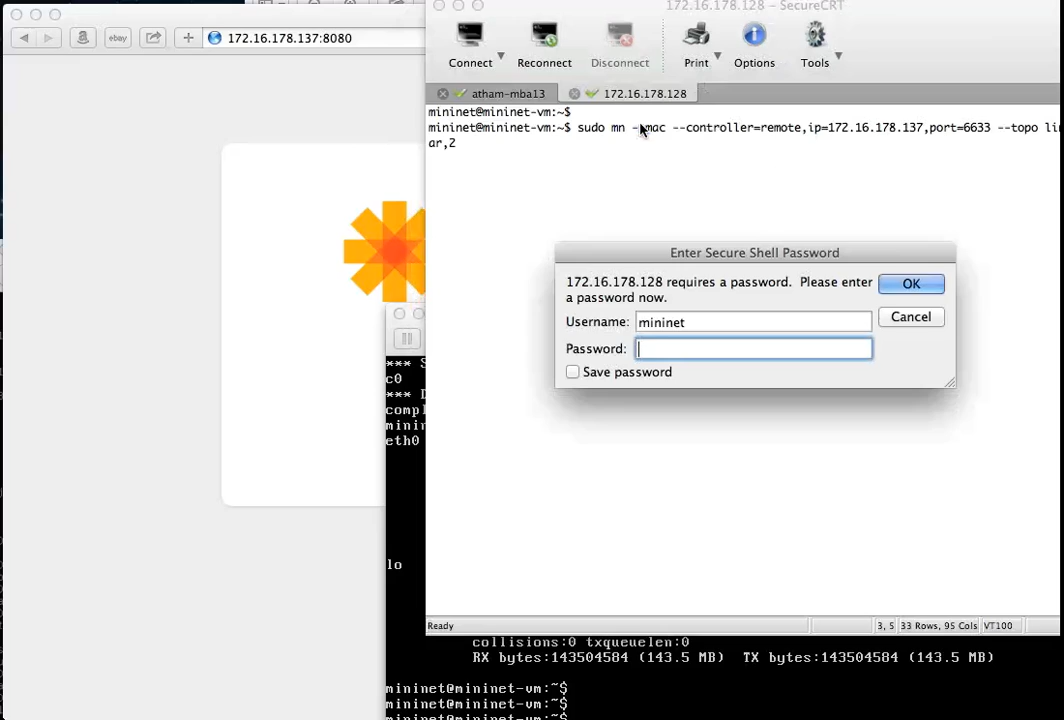 172.16.178.128 – SecureCRT
ebay
172.16.178.137:8080
Connect
Reconnect
Disconnect
Print
Options
Tools
atham-mba13
172.16.178.128
mininet@mininet-vm:~$
mininet@mininet-vm:~$ sudo mn --mac --controller=remote,ip=172.16.178.137,port=6633 --topo lin
ar,2
Enter Secure Shell Password
172.16.178.128 requires a password. Please enter
a password now.
OK
Cancel
Username: mininet
Password:
Save password
*** S
c0
*** D
compl
minin
eth0
lo
Ready
3, 5
33 Rows, 95 Cols
VT100
collisions:0 txqueuelen:0
RX bytes:143504584 (143.5 MB) TX bytes:143504584 (143.5 MB)
mininet@mininet-vm:~$
mininet@mininet-vm:~$
mininet@mininet-vm:~$